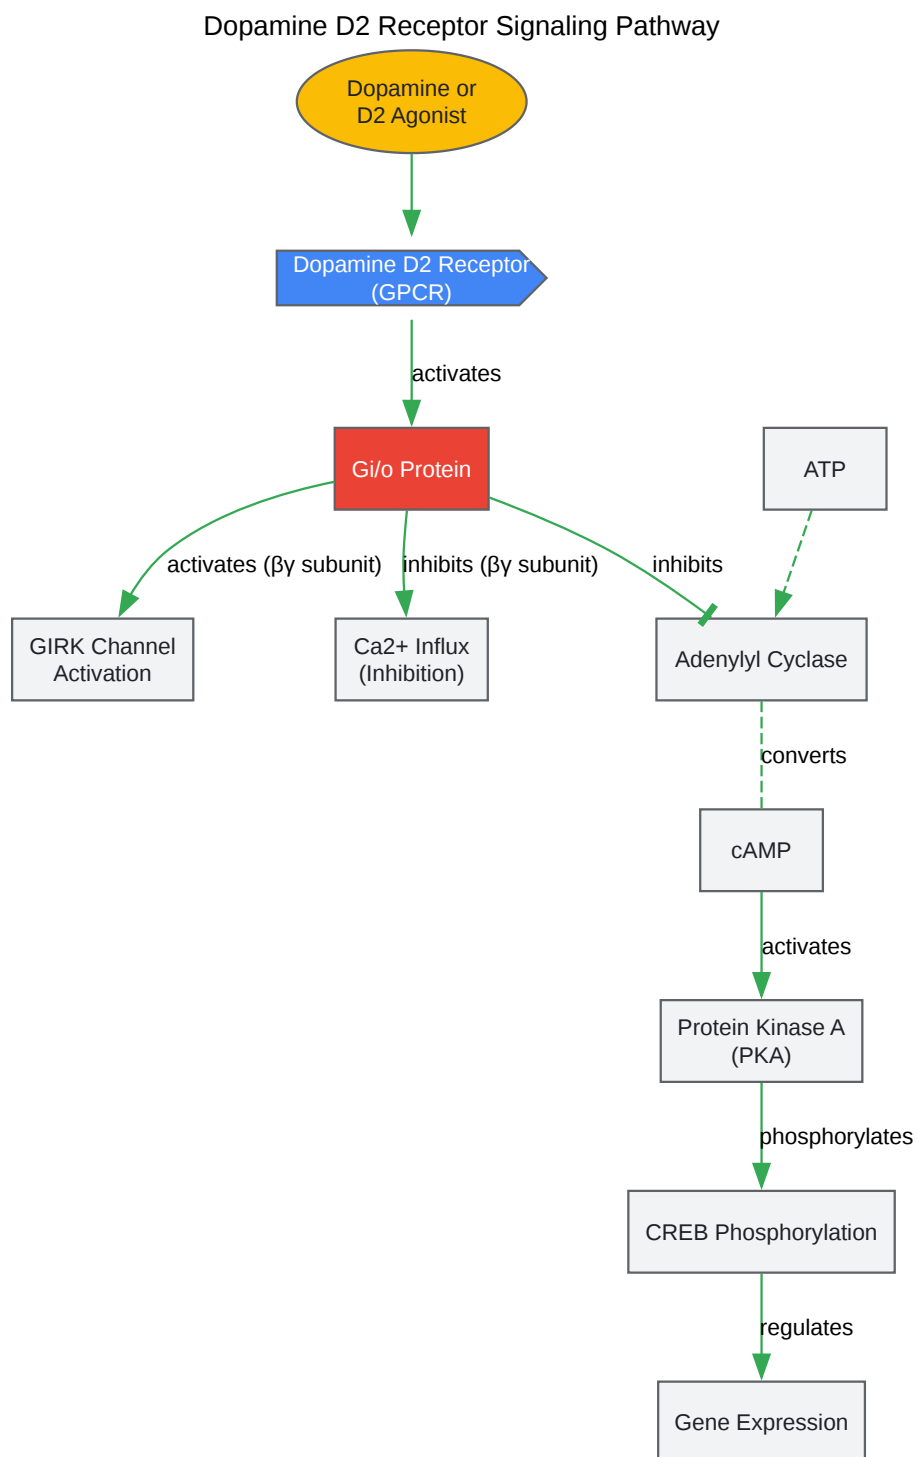 Dopamine D2 Receptor Signaling Pathway
Dopamine or
D2 Agonist
Dopamine D2 Receptor
(GPCR)
activates
Gi/o Protein
ATP
activates (βγ subunit)
inhibits (βγ subunit)
inhibits
GIRK Channel
Activation
Ca2+ Influx
(Inhibition)
Adenylyl Cyclase
converts
cAMP
activates
Protein Kinase A
(PKA)
phosphorylates
CREB Phosphorylation
regulates
Gene Expression